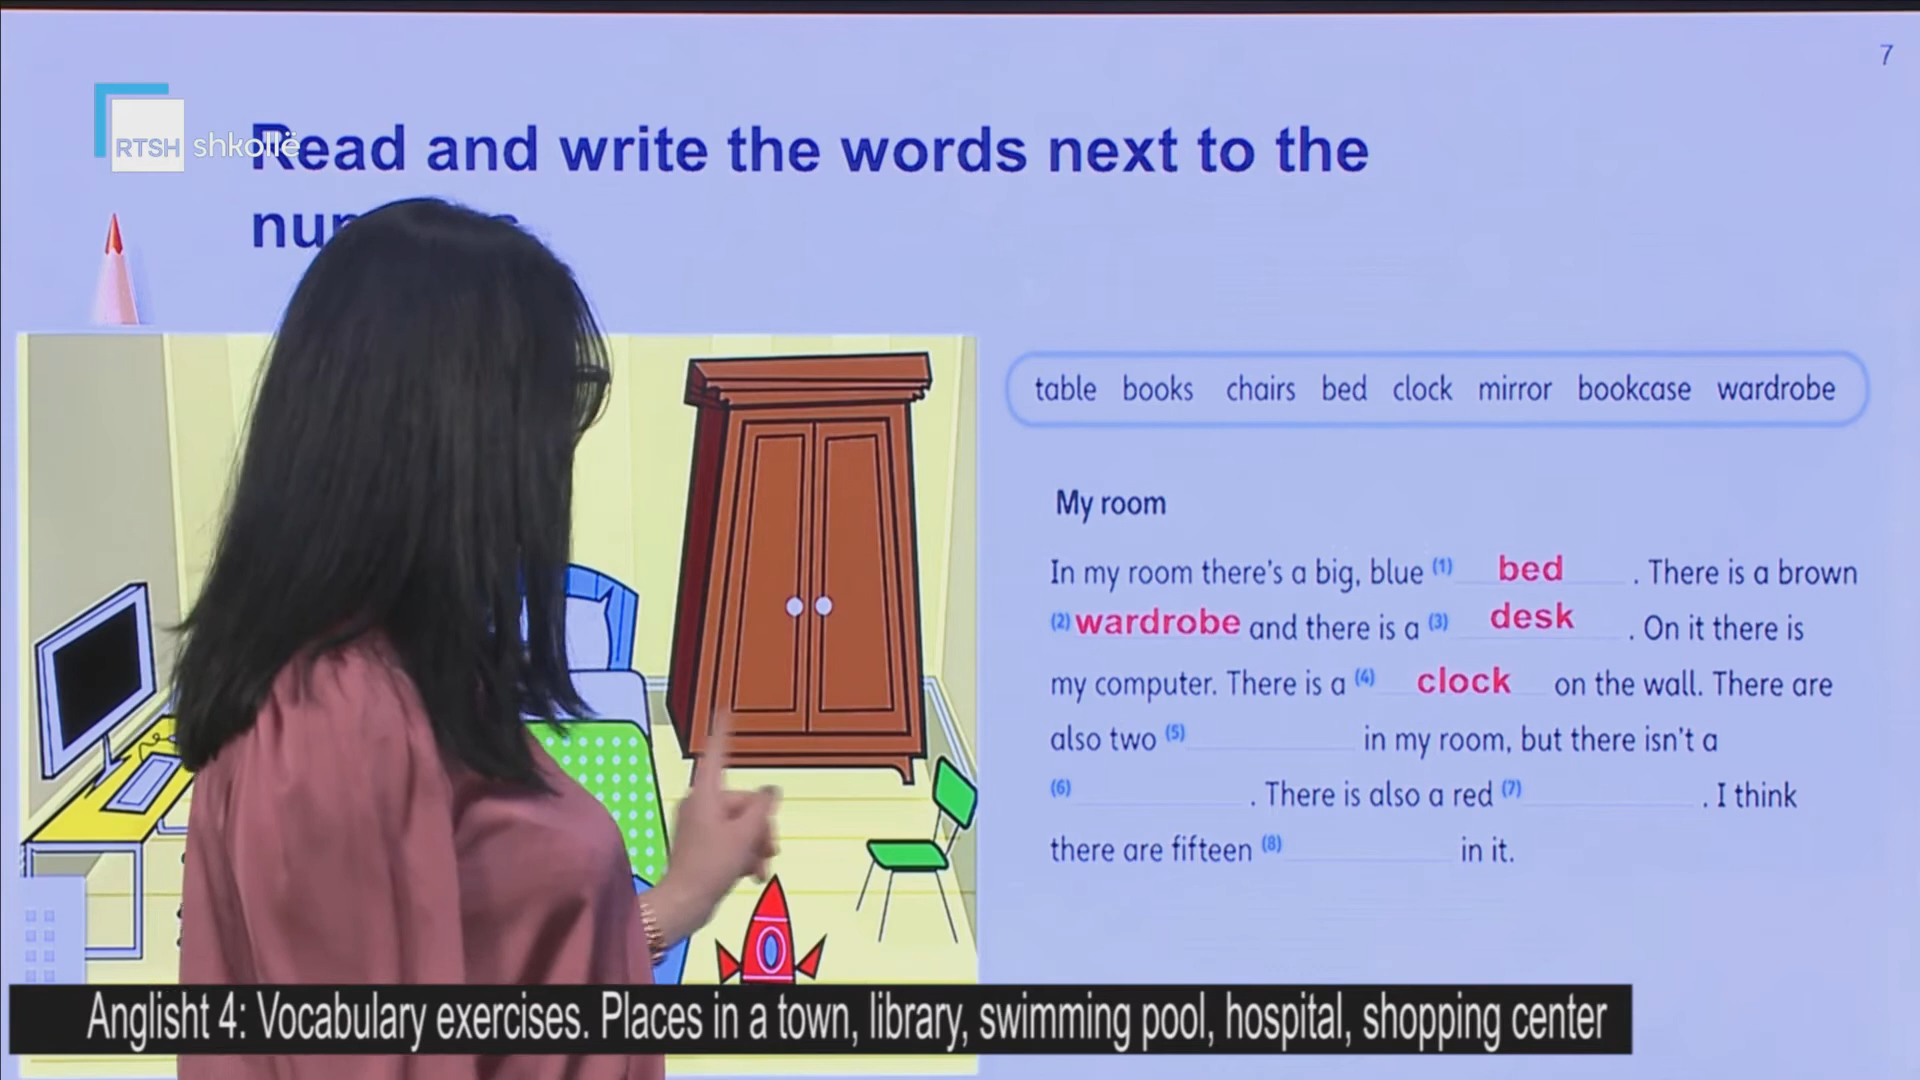 7
RTSH shkollë
Read and write the words next to the
table books chairs bed clock mirror bookcase wardrobe
My room
In my room there's a big, blue (1) bed . There is a brown
(2) wardrobe and there is a (3) desk . On it there is
my computer. There is a (4) clock on the wall. There are
also two (5) in my room, but there isn't a
(6) . There is also a red (7) . I think
there are fifteen (8) in it.
Anglisht 4: Vocabulary exercises. Places in a town, library, swimming pool, hospital, shopping center